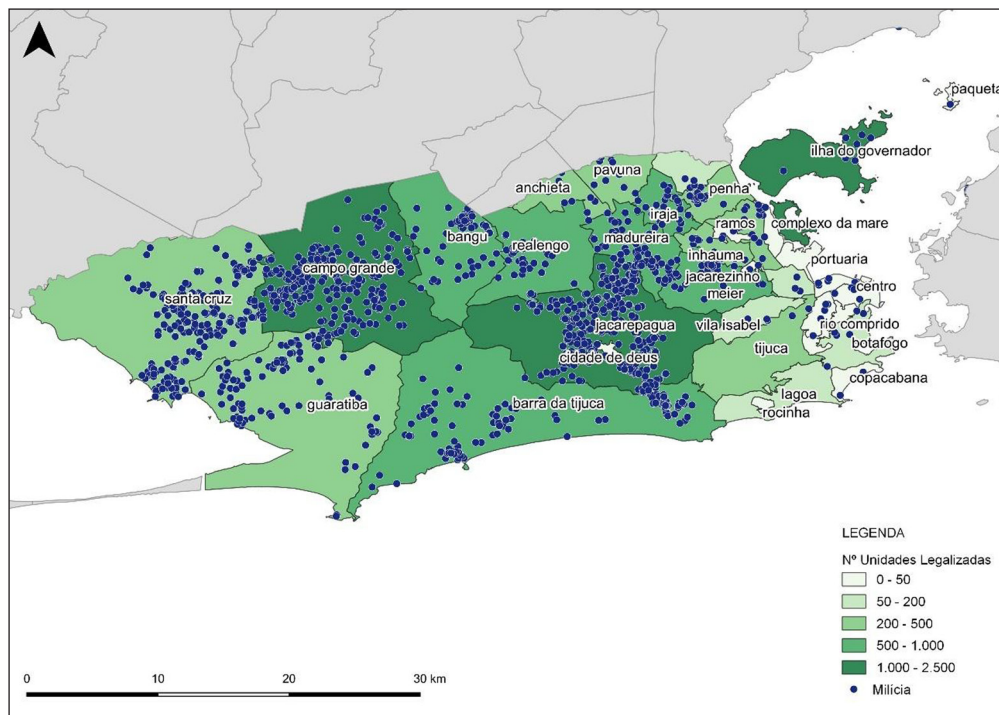 paqueta
ilha do governador
pavuna
anchieta
penha
iraja
ramos
complexo da mare
bangu
realengo
madureira
inhauma
portuaria
campo grande
jacarezinho
meier
centro
santa cruz
jacarepagua
vila isabel
rio comprido
tijuca
botafogo
cidade de deus
copacabana
guaratiba
barra da tijuca
lagoa
rocinha
LEGENDA
Nº Unidades Legalizadas
0 - 50
50 - 200
200 - 500
500 - 1.000
1.000 - 2.500
Milícia
0 10 20 30 km